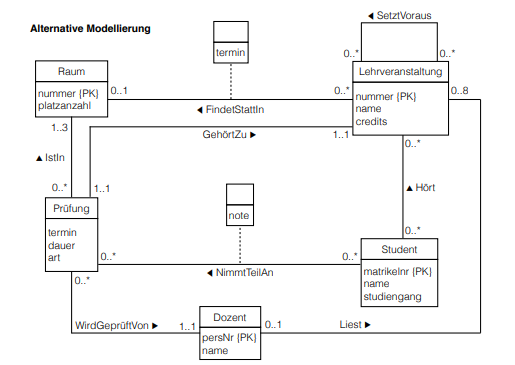 Alternative Modellierung
◀ SetztVoraus
termin
0..*
0..*
Raum
nummer {PK}
platzanzahl
0..1
0..*
◀ FindetStattIn
Lehrveranstaltung
nummer {PK}
name
credits
0..8
GehörtZu ▶
1..1
1..3
0..*
▲ IstIn
▲ Hört
0..*
1..1
Prüfung
termin
dauer
art
note
0..*
0..*
0..*
◀ NimmtTeilAn
Student
matrikelnr {PK}
name
studiengang
0..*
WirdGeprüftVon ▶
1..1
Dozent
persNr {PK}
name
0..1
Liest ▶